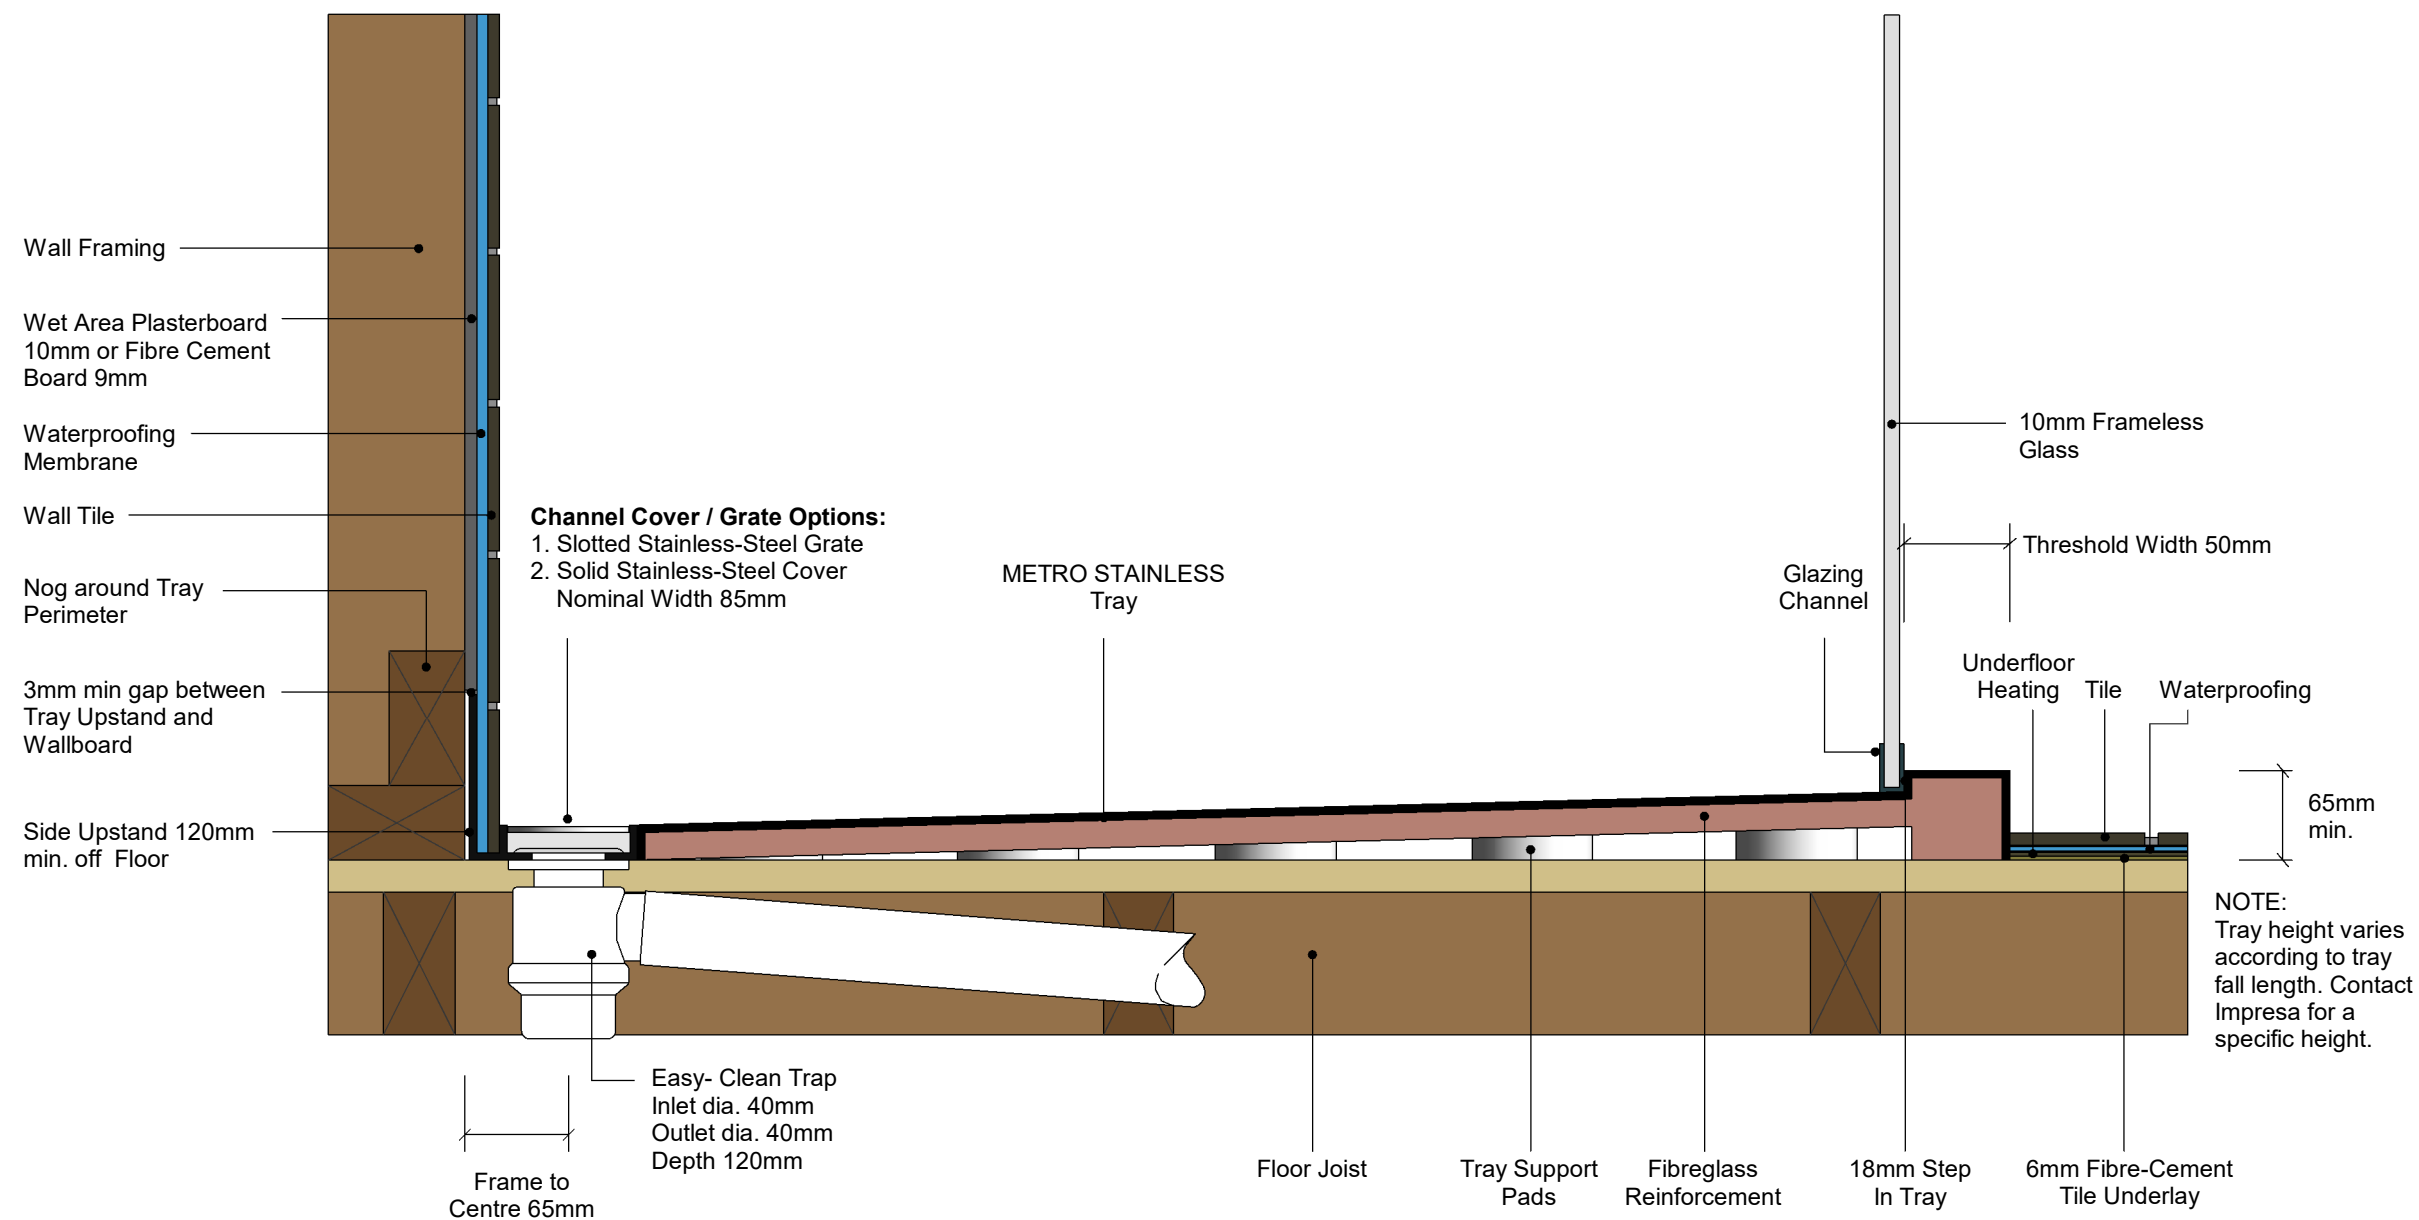 Wall Framing
Wet Area Plasterboard
10mm or Fibre Cement
Board 9mm
Waterproofing
Membrane
Wall Tile
Nog around Tray
Perimeter
3mm min gap between
Tray Upstand and
Wallboard
Side Upstand 120mm
min. off  Floor
Channel Cover / Grate Options:
1. Slotted Stainless-Steel Grate
2. Solid Stainless-Steel Cover
Nominal Width 85mm
METRO STAINLESS
Tray
Glazing
Channel
10mm Frameless
Glass
Threshold Width 50mm
Underfloor
Heating
Tile
Waterproofing
65mm
min.
NOTE:
Tray height varies
according to tray
fall length. Contact
Impresa for a
specific height.
Easy- Clean Trap
Inlet dia. 40mm
Outlet dia. 40mm
Depth 120mm
Frame to
Centre 65mm
Floor Joist
Tray Support
Pads
Fibreglass
Reinforcement
18mm Step
In Tray
6mm Fibre-Cement
Tile Underlay